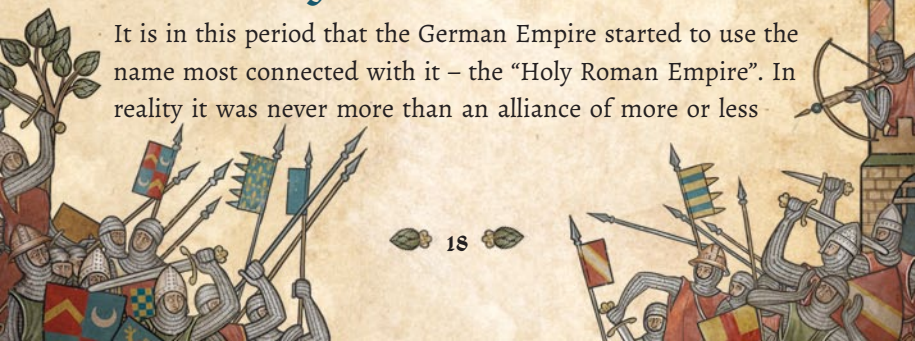 It is in this period that the German Empire started to use the
name most connected with it – the “Holy Roman Empire”. In
reality it was never more than an alliance of more or less
18